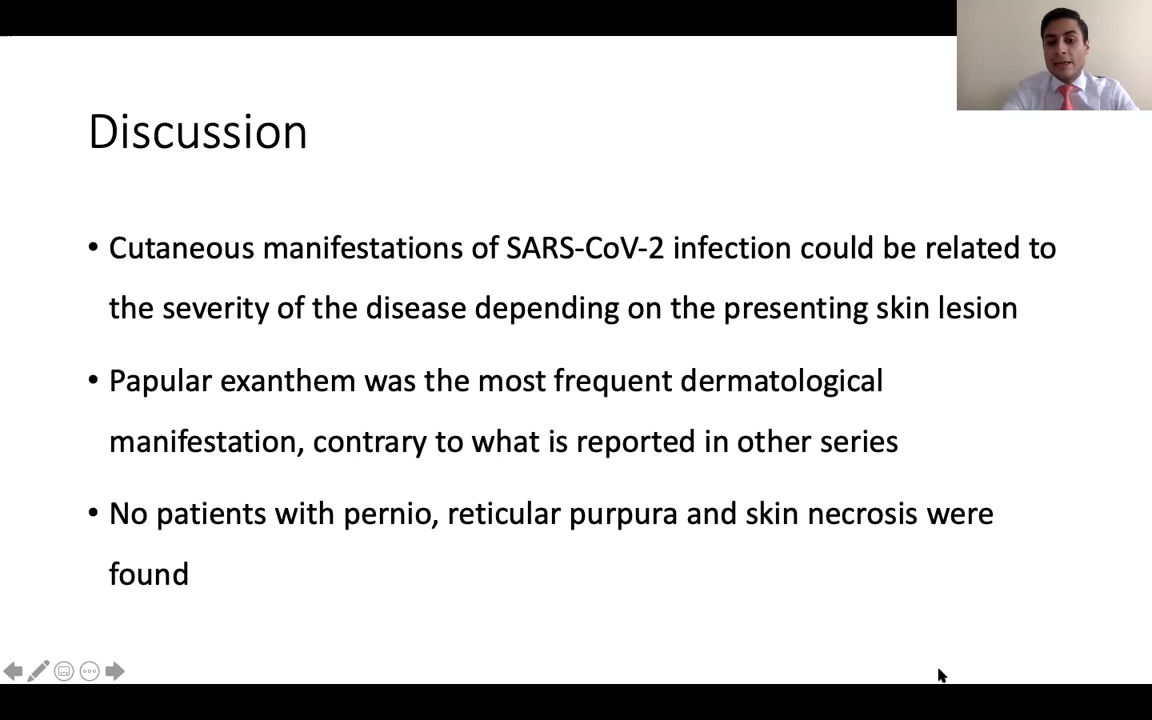 Discussion
• Cutaneous manifestations of SARS-CoV-2 infection could be related to
the severity of the disease depending on the presenting skin lesion
• Papular exanthem was the most frequent dermatological
manifestation, contrary to what is reported in other series
• No patients with pernio, reticular purpura and skin necrosis were
found